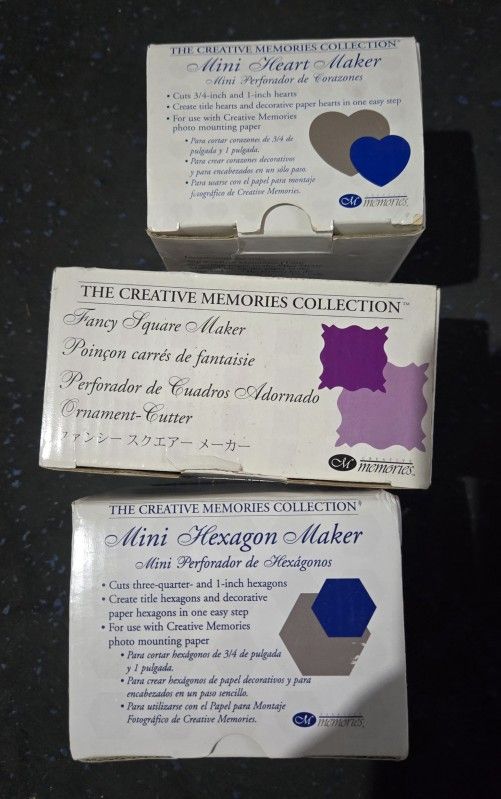 THE CREATIVE MEMORIES COLLECTION™
Mini Heart Maker
Mini Perforador de Corazones
• Cuts 3/4-inch and 1-inch hearts
• Create title hearts and decorative paper hearts in one easy step
• For use with Creative Memories
photo mounting paper
• Para cortar corazones de 3/4 de
pulgada y 1 pulgada.
• Para crear corazones decorativos
y para encabezados en un sólo paso.
• Para usarse con el papel para montaje
fotográfico de Creative Memories.
M CREATIVE
memories
THE CREATIVE MEMORIES COLLECTION™
Fancy Square Maker
Poinçon carrés de fantaisie
Perforador de Cuadros Adornado
Ornament-Cutter
ファンシー スクエアー メーカー
M CREATIVE
memories
THE CREATIVE MEMORIES COLLECTION®
Mini Hexagon Maker
Mini Perforador de Hexágonos
• Cuts three-quarter- and 1-inch hexagons
• Create title hexagons and decorative
paper hexagons in one easy step
• For use with Creative Memories
photo mounting paper
• Para cortar hexágonos de 3/4 de pulgada
y 1 pulgada.
• Para crear hexágonos de papel decorativos y para
encabezados en un paso sencillo.
• Para utilizarse con el Papel para Montaje
Fotográfico de Creative Memories.
M CREATIVE
memories